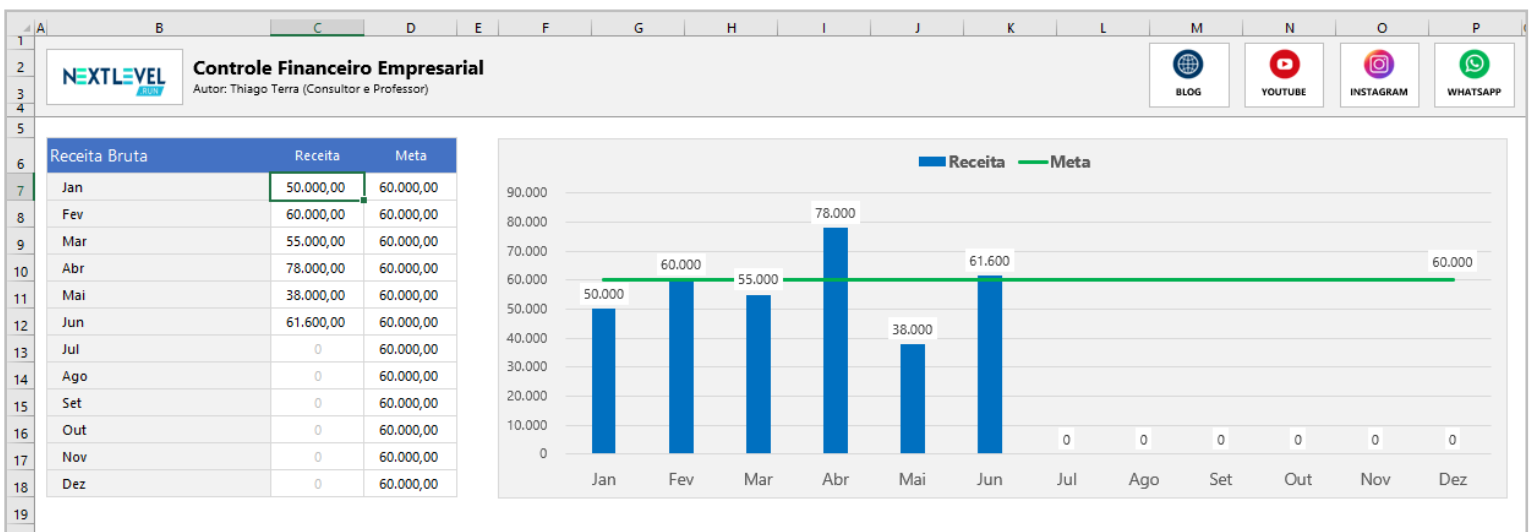 A B C D E F G H I J K L M N O P
1
2
3
4
5
6
7
8
9
10
11
12
13
14
15
16
17
18
19
NEXTLEVEL
RUN
Controle Financeiro Empresarial
Autor: Thiago Terra (Consultor e Professor)
BLOG
YOUTUBE
INSTAGRAM
WHATSAPP
Receita Bruta Receita Meta
Jan 50.000,00 60.000,00
Fev 60.000,00 60.000,00
Mar 55.000,00 60.000,00
Abr 78.000,00 60.000,00
Mai 38.000,00 60.000,00
Jun 61.600,00 60.000,00
Jul 0 60.000,00
Ago 0 60.000,00
Set 0 60.000,00
Out 0 60.000,00
Nov 0 60.000,00
Dez 0 60.000,00
Receita Meta
90.000
80.000
70.000
60.000
50.000
40.000
30.000
20.000
10.000
0
50.000
60.000
55.000
78.000
38.000
61.600
0
0
0
0
0
0
60.000
Jan Fev Mar Abr Mai Jun Jul Ago Set Out Nov Dez